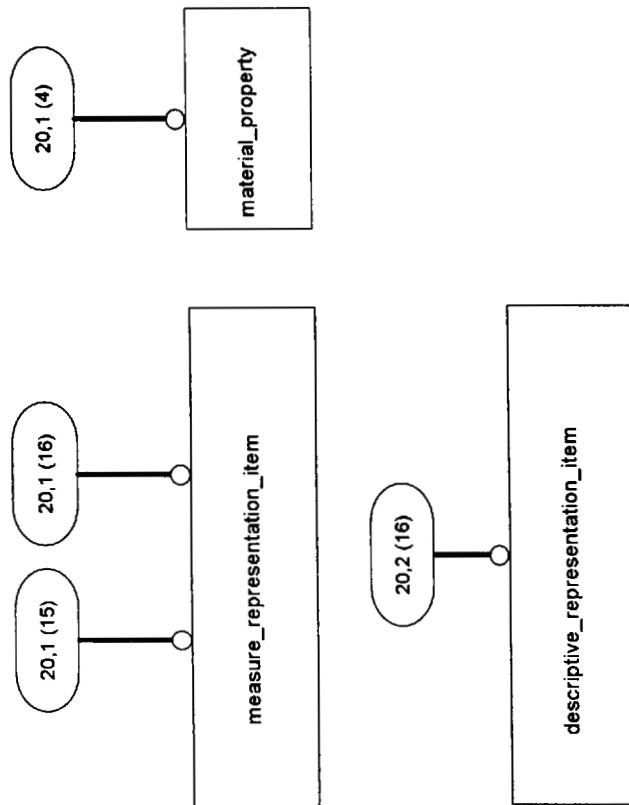 20,1 (15)
20,1 (16)
20,1 (4)
measure_representation_item
material_property
20,2 (16)
descriptive_representation_item